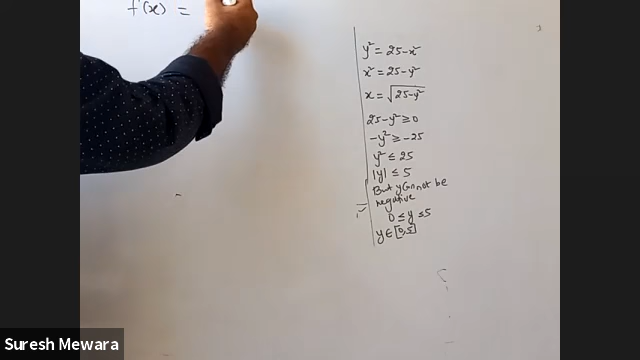 f(x) =
y² = 25-x²
x² = 25-y²
x = √25-y²
25-y² ≥ 0
-y² ≥ -25
y² ≤ 25
|y| ≤ 5
But y can not be
negative
0 ≤ y ≤ 5
y ∈ [0,5]
Suresh Mewara